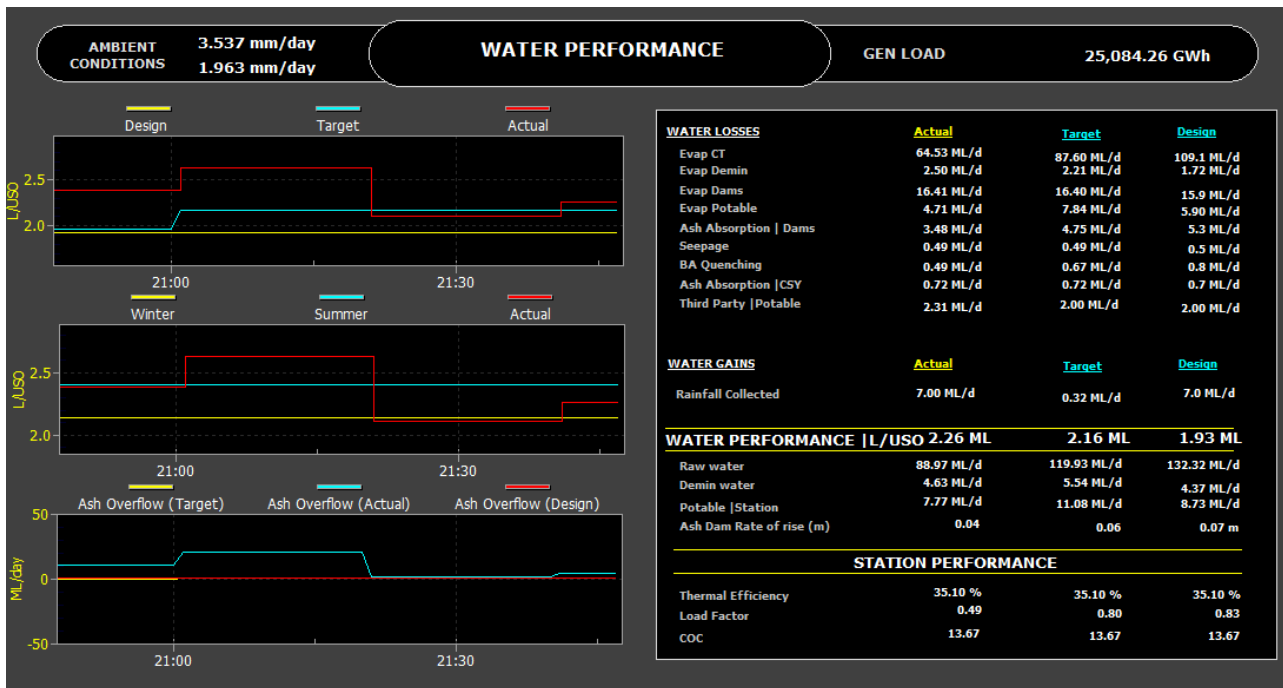 AMBIENT CONDITIONS
3.537 mm/day
1.963 mm/day
WATER PERFORMANCE
GEN LOAD
25,084.26 GWh
Design Target Actual
2.5
L/USO
2.0
21:00 21:30
Winter Summer Actual
2.5
L/USO
2.0
21:00 21:30
Ash Overflow (Target) Ash Overflow (Actual) Ash Overflow (Design)
50
ML/day
0
-50
21:00 21:30
WATER LOSSES Actual Target Design
Evap CT 64.53 ML/d 87.60 ML/d 109.1 ML/d
Evap Demin 2.50 ML/d 2.21 ML/d 1.72 ML/d
Evap Dams 16.41 ML/d 16.40 ML/d 15.9 ML/d
Evap Potable 4.71 ML/d 7.84 ML/d 5.90 ML/d
Ash Absorption | Dams 3.48 ML/d 4.75 ML/d 5.3 ML/d
Seepage 0.49 ML/d 0.49 ML/d 0.5 ML/d
BA Quenching 0.49 ML/d 0.67 ML/d 0.8 ML/d
Ash Absorption |CSY 0.72 ML/d 0.72 ML/d 0.7 ML/d
Third Party |Potable 2.31 ML/d 2.00 ML/d 2.00 ML/d
WATER GAINS Actual Target Design
Rainfall Collected 7.00 ML/d 0.32 ML/d 7.0 ML/d
WATER PERFORMANCE |L/USO 2.26 ML 2.16 ML 1.93 ML
Raw water 88.97 ML/d 119.93 ML/d 132.32 ML/d
Demin water 4.63 ML/d 5.54 ML/d 4.37 ML/d
Potable |Station 7.77 ML/d 11.08 ML/d 8.73 ML/d
Ash Dam Rate of rise (m) 0.04 0.06 0.07 m
STATION PERFORMANCE
Thermal Efficiency 35.10 % 35.10 % 35.10 %
Load Factor 0.49 0.80 0.83
COC 13.67 13.67 13.67